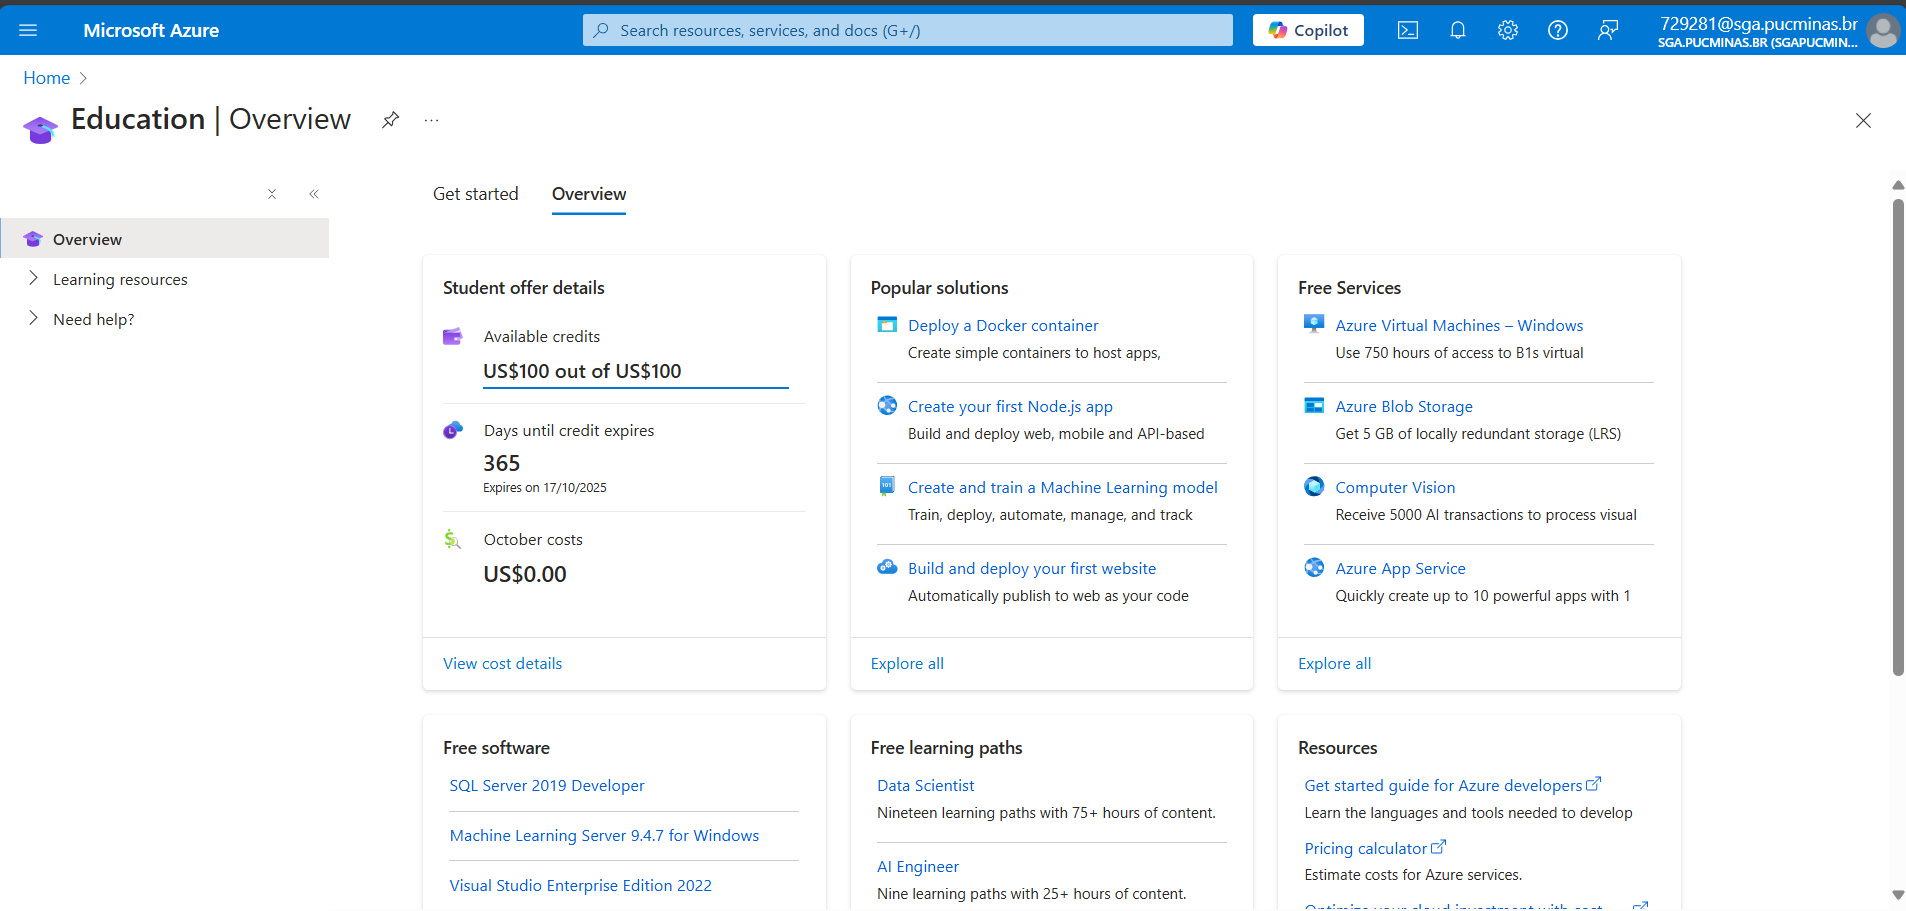 Microsoft Azure
Search resources, services, and docs (G+/)
Copilot
729281@sga.pucminas.br
SGA.PUCMINAS.BR (SGAPUCMIN...
Home
Education | Overview
...
Get started
Overview
Overview
Learning resources
Need help?
Student offer details
Available credits
US$100 out of US$100
Days until credit expires
365
Expires on 17/10/2025
October costs
US$0.00
View cost details
Popular solutions
Deploy a Docker container
Create simple containers to host apps,
Create your first Node.js app
Build and deploy web, mobile and API-based
Create and train a Machine Learning model
Train, deploy, automate, manage, and track
Build and deploy your first website
Automatically publish to web as your code
Explore all
Free Services
Azure Virtual Machines – Windows
Use 750 hours of access to B1s virtual
Azure Blob Storage
Get 5 GB of locally redundant storage (LRS)
Computer Vision
Receive 5000 AI transactions to process visual
Azure App Service
Quickly create up to 10 powerful apps with 1
Explore all
Free software
SQL Server 2019 Developer
Machine Learning Server 9.4.7 for Windows
Visual Studio Enterprise Edition 2022
Free learning paths
Data Scientist
Nineteen learning paths with 75+ hours of content.
AI Engineer
Nine learning paths with 25+ hours of content.
Resources
Get started guide for Azure developers
Learn the languages and tools needed to develop
Pricing calculator
Estimate costs for Azure services.
Optimize your cloud investment with cost